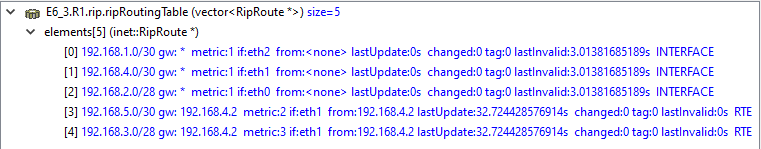 E6_3.R1.rip.ripRoutingTable (vector<RipRoute *>) size=5
elements[5] (inet::RipRoute *)
[0] 192.168.1.0/30 gw: * metric:1 if:eth2 from:<none> lastUpdate:0s changed:0 tag:0 lastInvalid:3.01381685189s INTERFACE
[1] 192.168.4.0/30 gw: * metric:1 if:eth1 from:<none> lastUpdate:0s changed:0 tag:0 lastInvalid:3.01381685189s INTERFACE
[2] 192.168.2.0/28 gw: * metric:1 if:eth0 from:<none> lastUpdate:0s changed:0 tag:0 lastInvalid:3.01381685189s INTERFACE
[3] 192.168.5.0/30 gw: 192.168.4.2 metric:2 if:eth1 from:192.168.4.2 lastUpdate:32.724428576914s changed:0 tag:0 lastInvalid:0s RTE
[4] 192.168.3.0/28 gw: 192.168.4.2 metric:3 if:eth1 from:192.168.4.2 lastUpdate:32.724428576914s changed:0 tag:0 lastInvalid:0s RTE